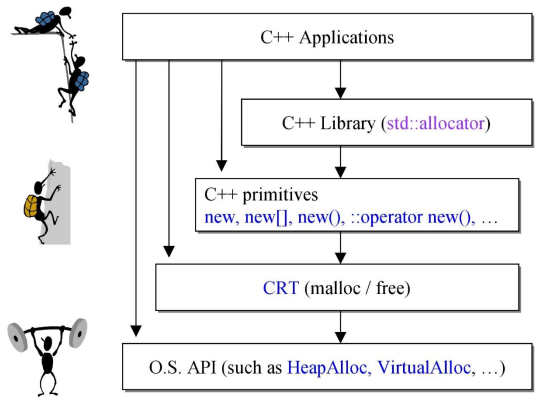 C++ Applications
C++ Library (std::allocator)
C++ primitives
new, new[], new(), ::operator new(), …
CRT (malloc / free)
O.S. API (such as HeapAlloc, VirtualAlloc, …)